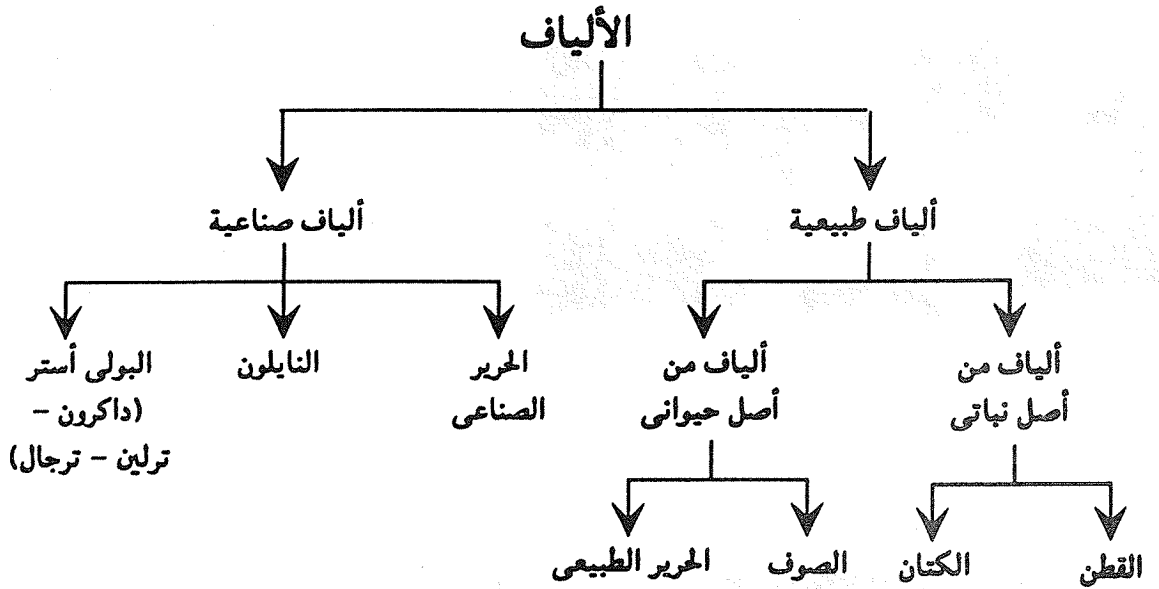 الألياف
ألياف طبيعية
ألياف صناعية
ألياف من
أصل نباتى
ألياف من
أصل حيوانى
الحرير
الصناعى
النايلون
البولى أستر
(داكرون –
ترلين – ترجال)
القطن
الكتان
الصوف
الحرير الطبيعى